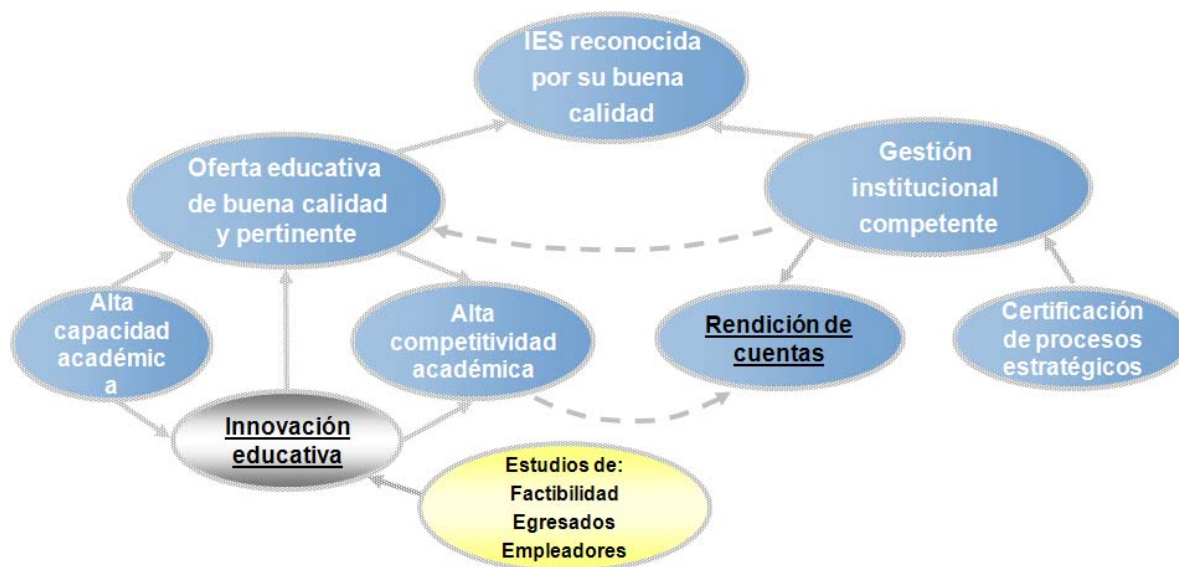 IES reconocida
por su buena
calidad
Oferta educativa
de buena calidad
y pertinente
Gestión
institucional
competente
Alta
capacidad
académic
a
Alta
competitividad
académica
Rendición de
cuentas
Certificación
de procesos
estratégicos
Innovación
educativa
Estudios de:
Factibilidad
Egresados
Empleadores